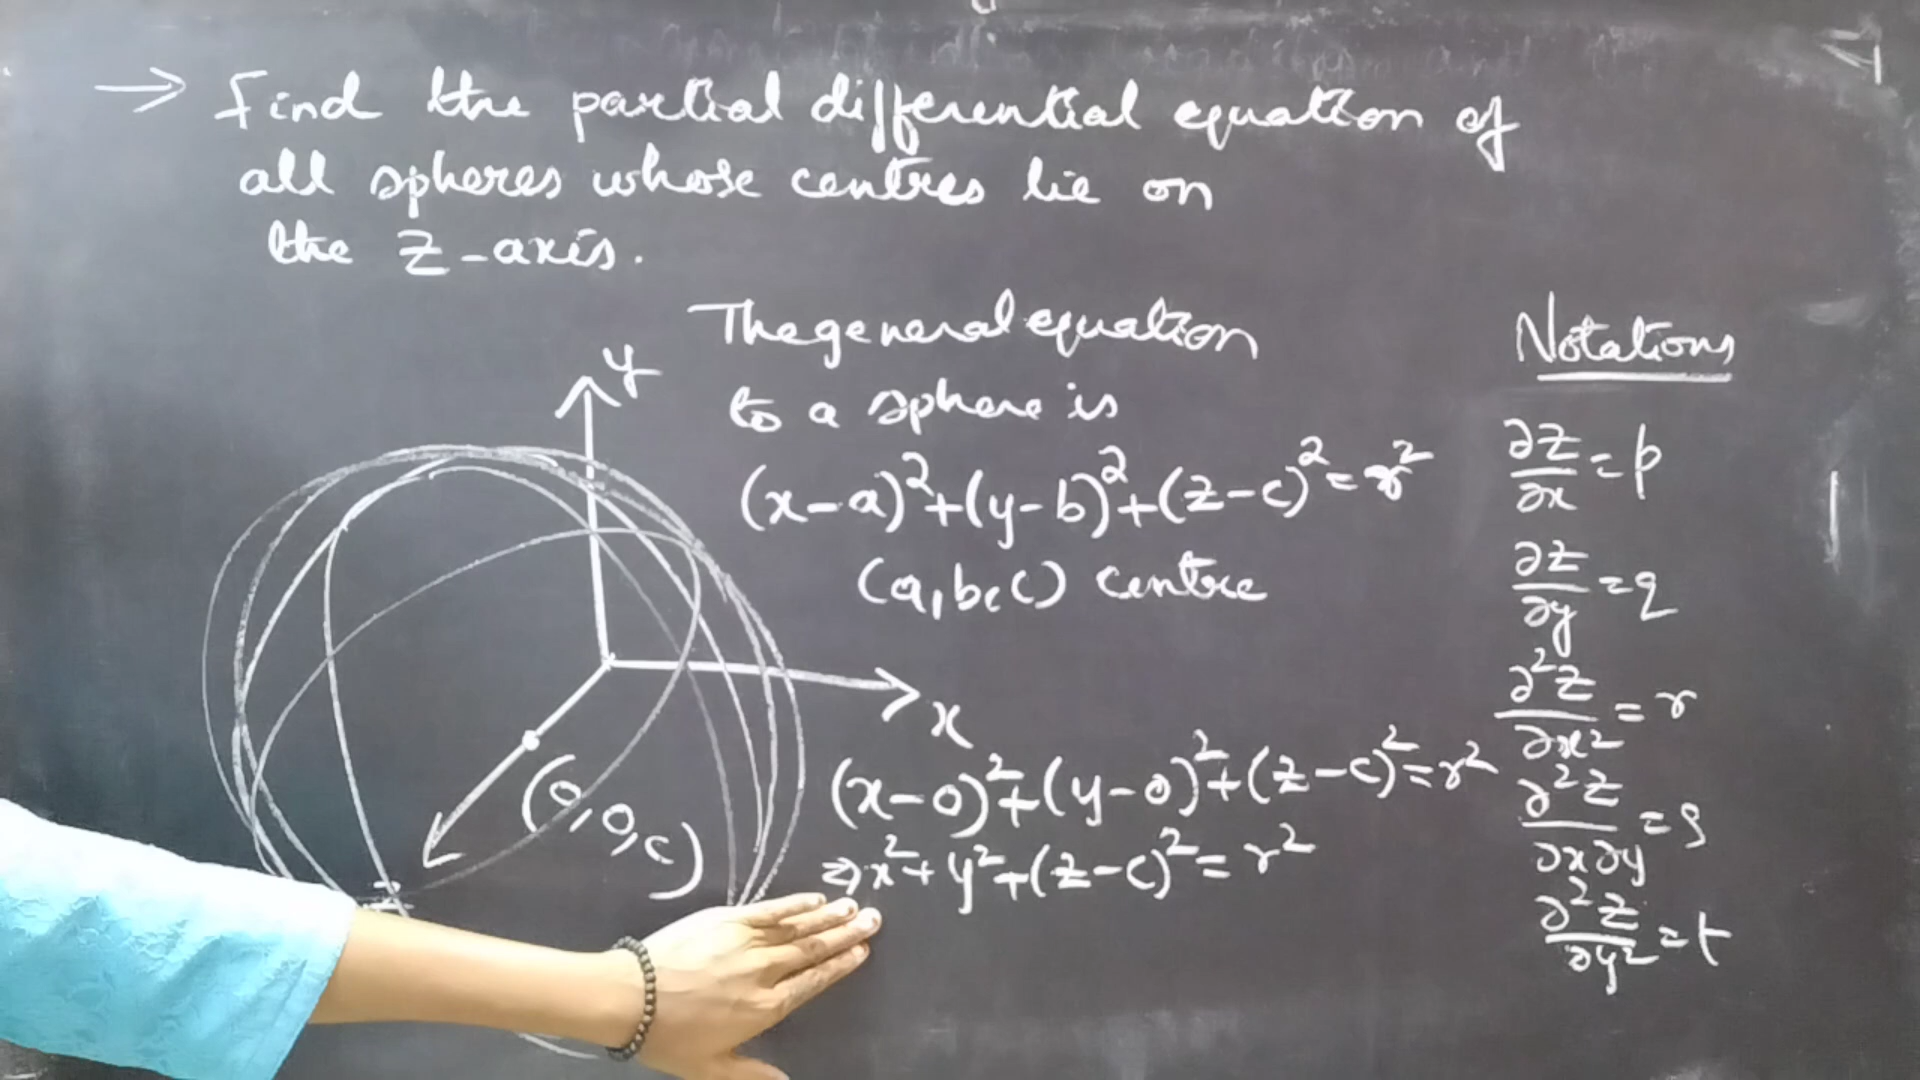 → Find the partial differential equation of
all spheres whose centres lie on
the Z-axis.
The general equation
to a sphere is
(x-a)²+(y-b)²+(z-c)²=r²
(a,b,c) centre
y
x
(0,0,c)
(x-0)²+(y-0)²+(z-c)²=r²
⇒x²+y²+(z-c)²=r²
Notations
∂z/∂x=p
∂z/∂y=q
∂²z/∂x²=r
∂²z/∂x∂y=s
∂²z/∂y²=t